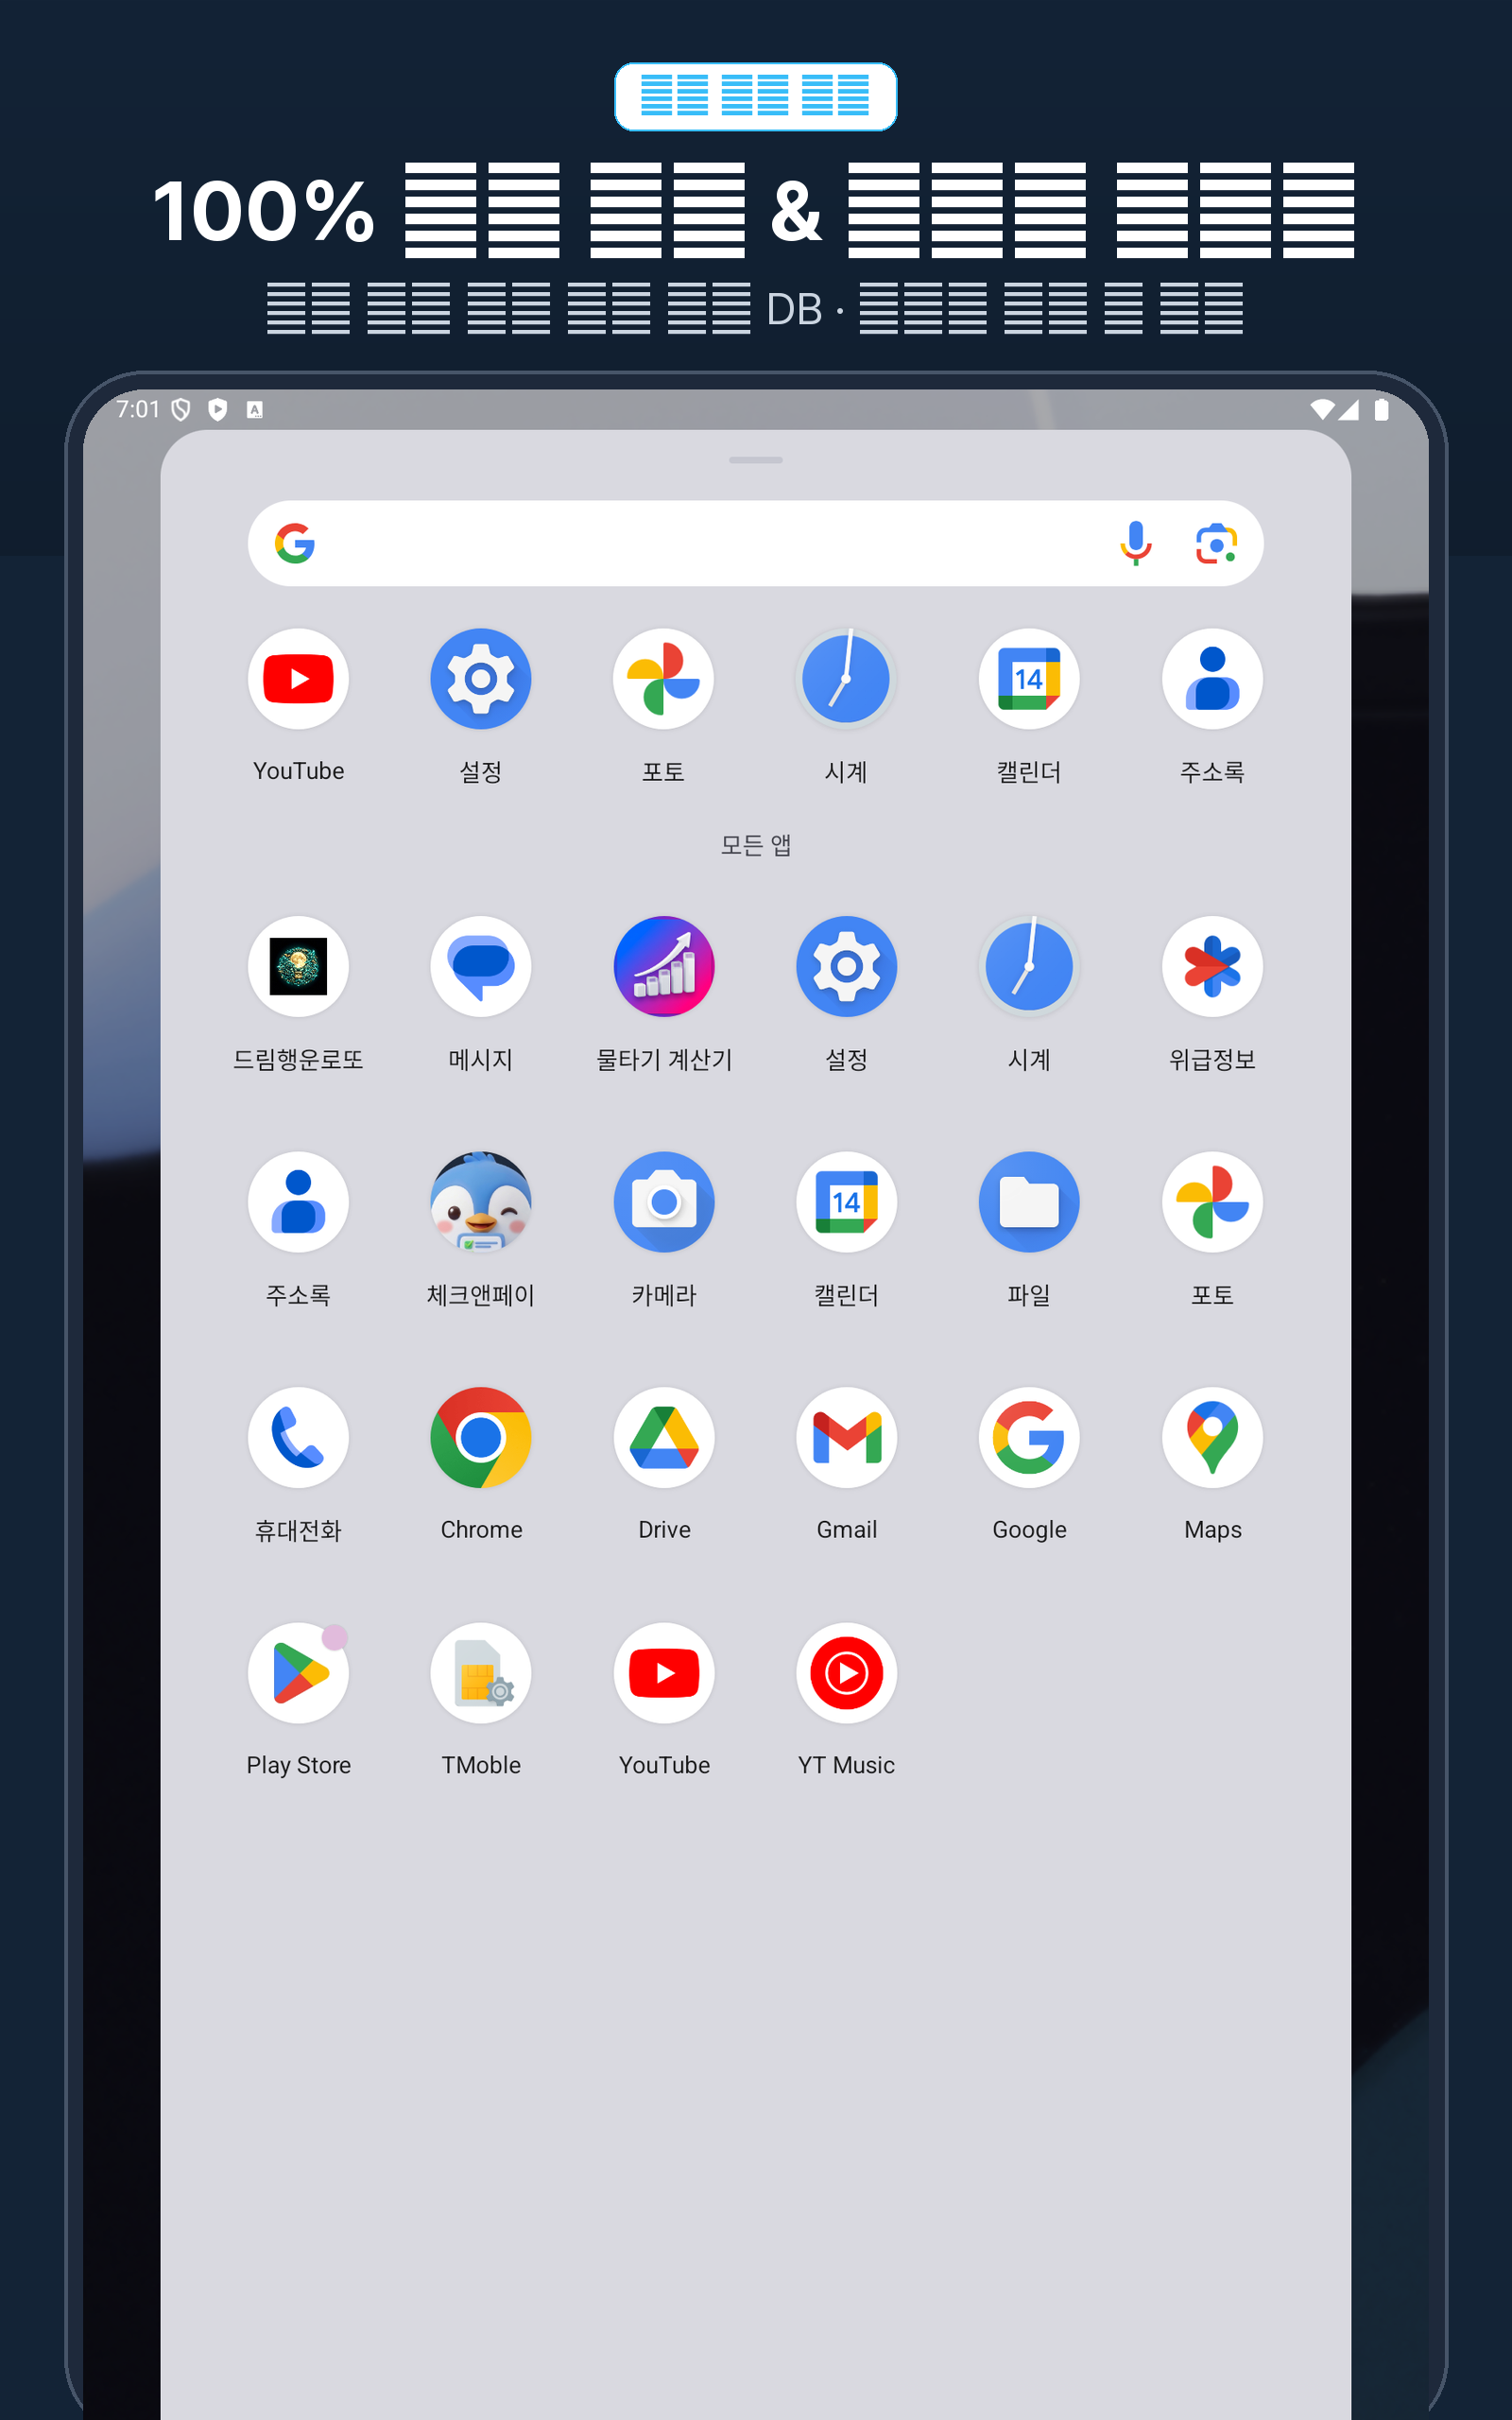 100% &
DB ·
7:01
YouTube 설정 포토 시계 캘린더 주소록
모든 앱
드림행운로또 메시지 물타기 계산기 설정 시계 위급정보
주소록 체크앤페이 카메라 캘린더 파일 포토
휴대전화 Chrome Drive Gmail Google Maps
Play Store TMoble YouTube YT Music